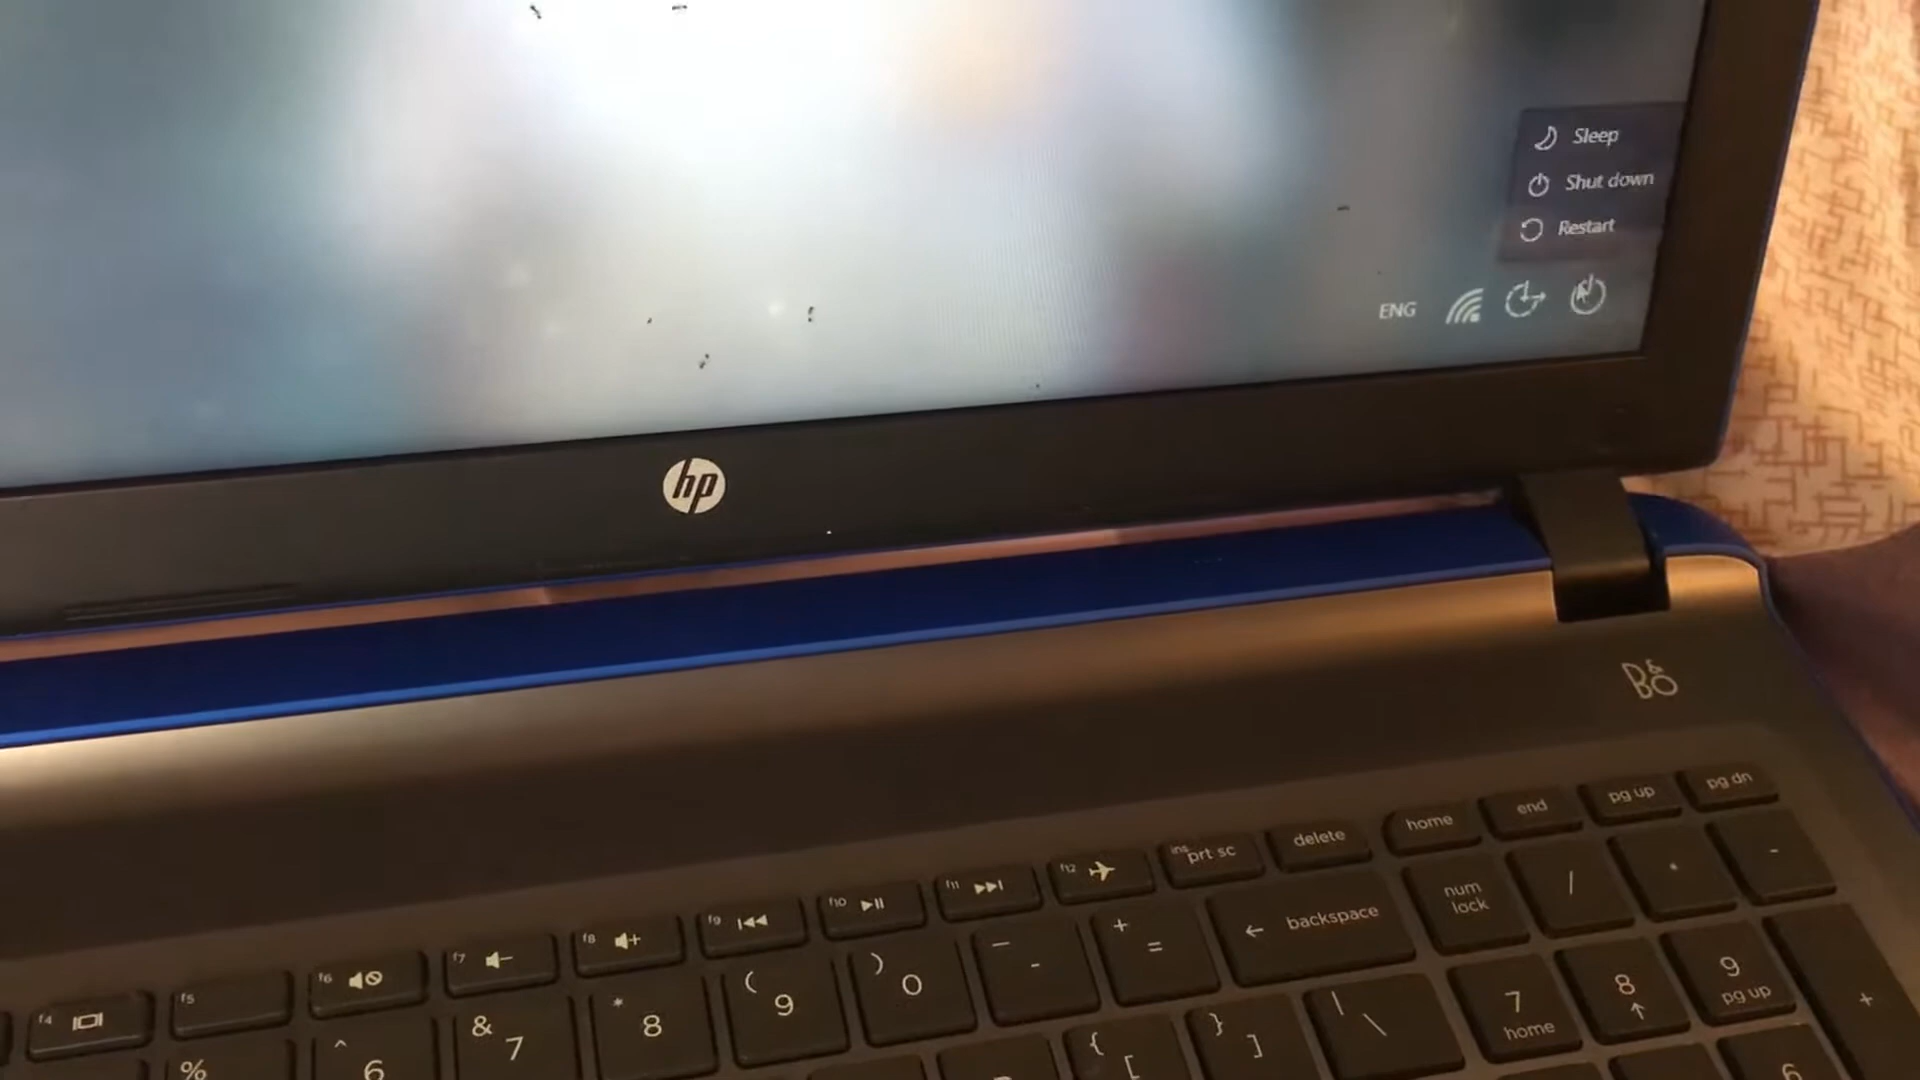 Sleep
Shut down
Restart
ENG
hp
B&O
pg dn
pg up
end
home
delete
ins prt sc
f12
f11
f10
f9
f8
f7
f6
f5
f4
-
*
/
num lock
← backspace
+ =
_ -
) 0
( 9
* 8
& 7
^ 6
%
+
9 pg up
8 ↑
7 home
| \
} ]
{ [
6